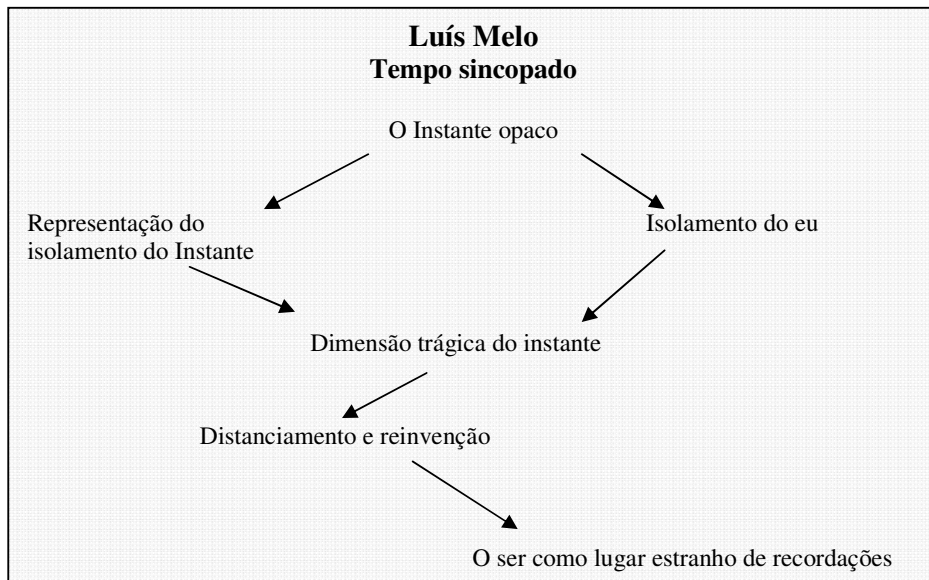 Luís Melo
Tempo sincopado
O Instante opaco
Representação do
isolamento do Instante
Isolamento do eu
Dimensão trágica do instante
Distanciamento e reinvenção
O ser como lugar estranho de recordações